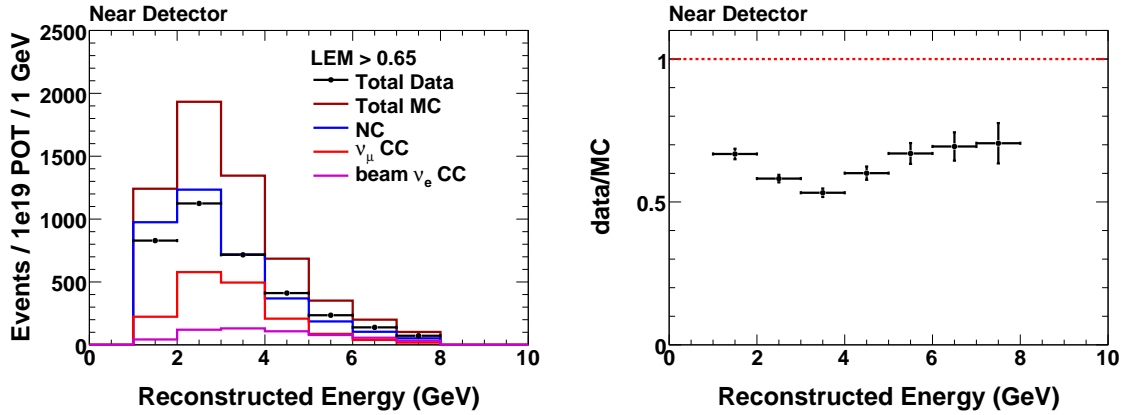 Near Detector
Events / 1e19 POT / 1 GeV
2500
2000
1500
1000
500
0
LEM > 0.65
Total Data
Total MC
NC
νμ CC
beam νe CC
0 2 4 6 8 10
Reconstructed Energy (GeV)
Near Detector
data/MC
1
0.5
0
0 2 4 6 8 10
Reconstructed Energy (GeV)